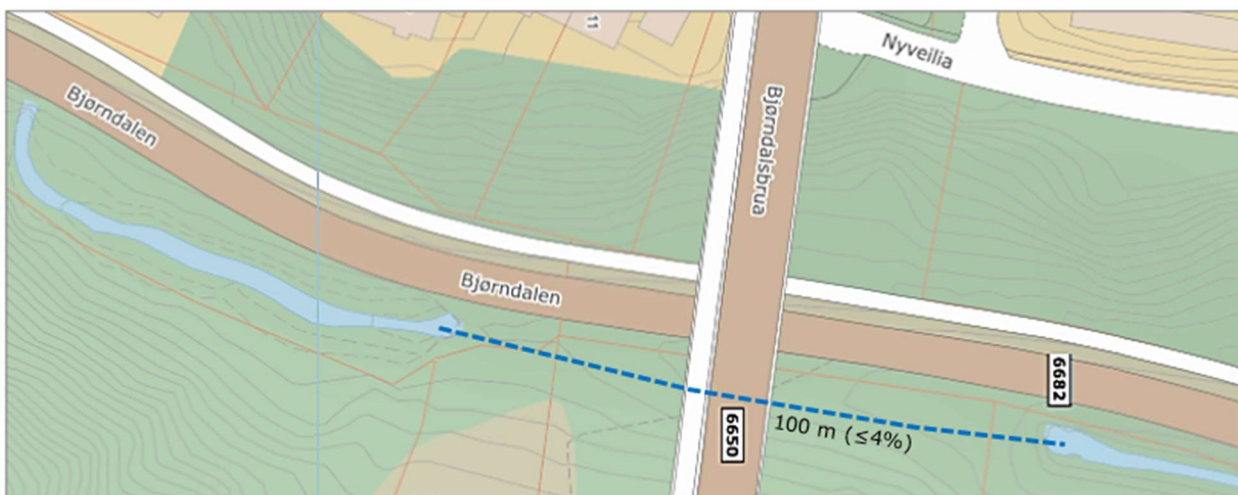 11
Nyveilia
Bjørndalen
Bjørndalsbrua
Bjørndalen
6682
6650
100 m (≤4%)